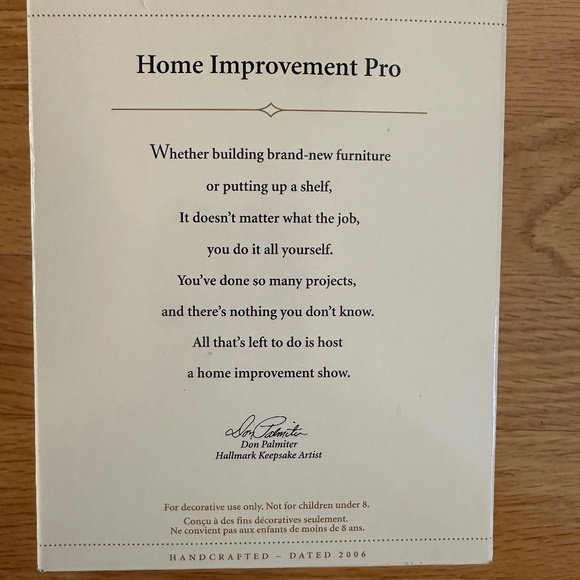 Home Improvement Pro
Whether building brand-new furniture
or putting up a shelf,
It doesn't matter what the job,
you do it all yourself.
You've done so many projects,
and there's nothing you don't know.
All that's left to do is host
a home improvement show.
Don Palmiter
Don Palmiter
Hallmark Keepsake Artist
For decorative use only. Not for children under 8.
Conçu à des fins décoratives seulement.
Ne convient pas aux enfants de moins de 8 ans.
HANDCRAFTED – DATED 2006